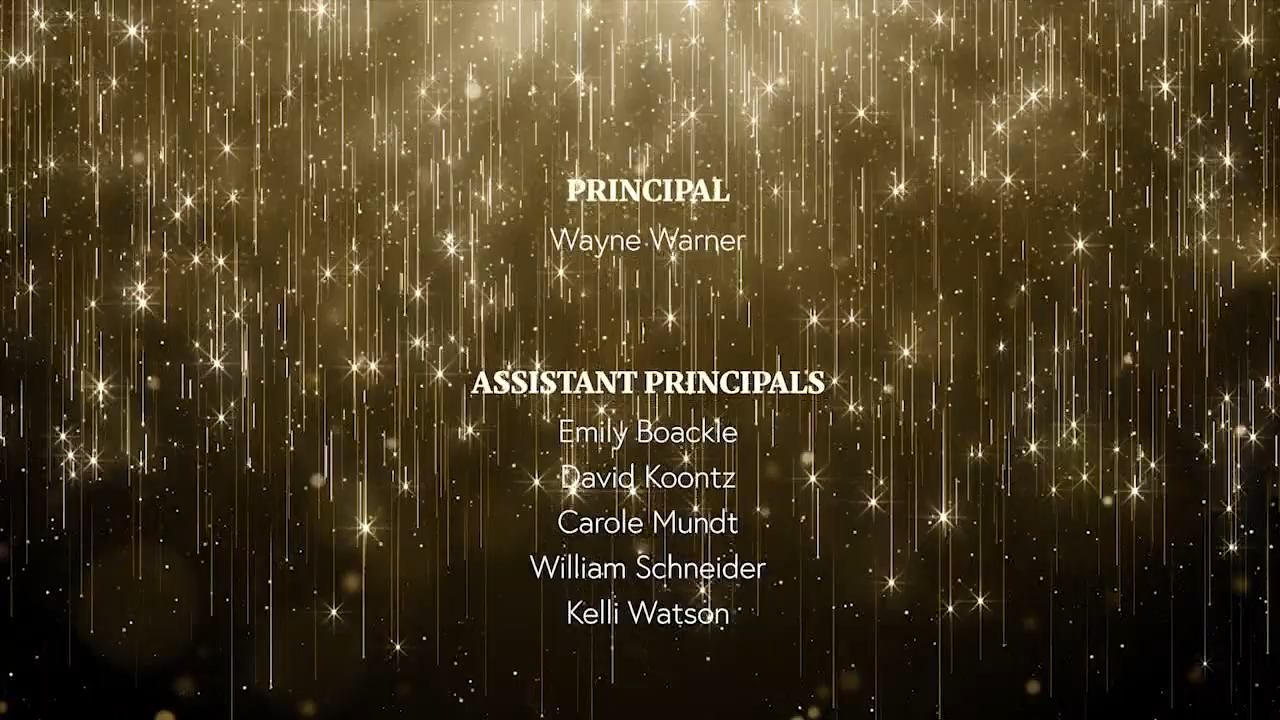 PRINCIPAL
Wayne Warner
ASSISTANT PRINCIPALS
Emily Boackle
David Koontz
Carole Mundt
William Schneider
Kelli Watson